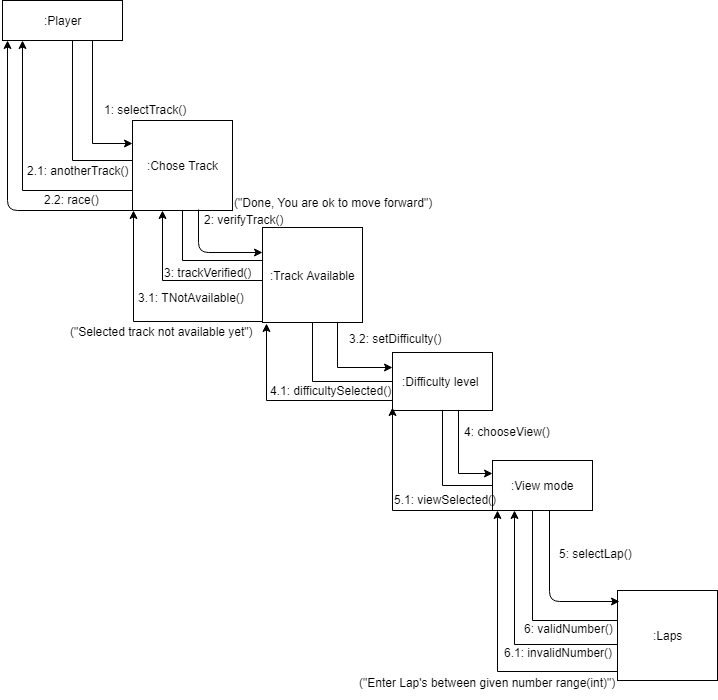 :Player
1: selectTrack()
:Chose Track
2.1: anotherTrack()
2.2: race()
("Done, You are ok to move forward")
2: verifyTrack()
3: trackVerified()
:Track Available
3.1: TNotAvailable()
("Selected track not available yet")
3.2: setDifficulty()
:Difficulty level
4.1: difficultySelected()
4: chooseView()
:View mode
5.1: viewSelected()
5: selectLap()
6: validNumber()
:Laps
6.1: invalidNumber()
("Enter Lap's between given number range(int)")